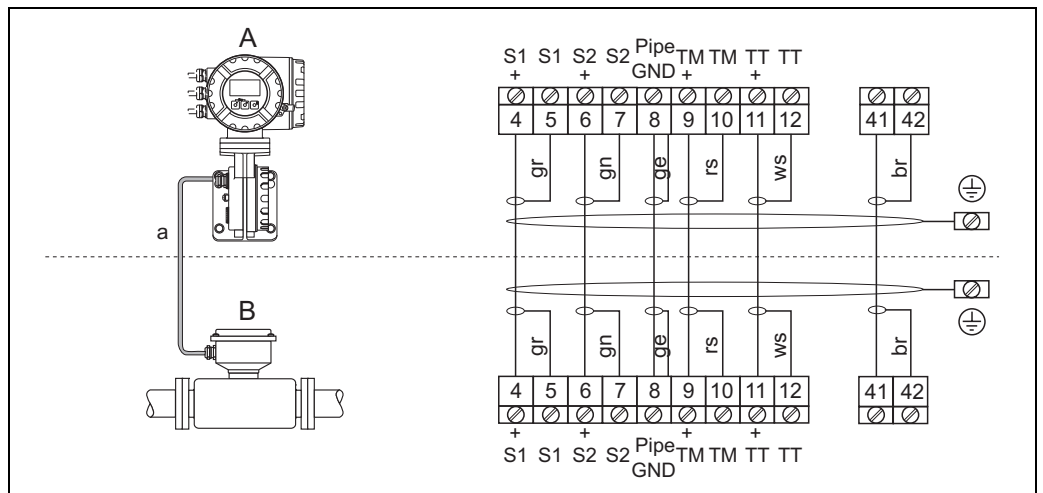 A
a
B
S1 S1 S2 S2 Pipe GND TM TM TT TT
+ + + +
4 5 6 7 8 9 10 11 12 41 42
gr gn ge rs ws br
gr gn ge rs ws br
4 5 6 7 8 9 10 11 12 41 42
+ + + +
S1 S1 S2 S2 Pipe GND TM TM TT TT